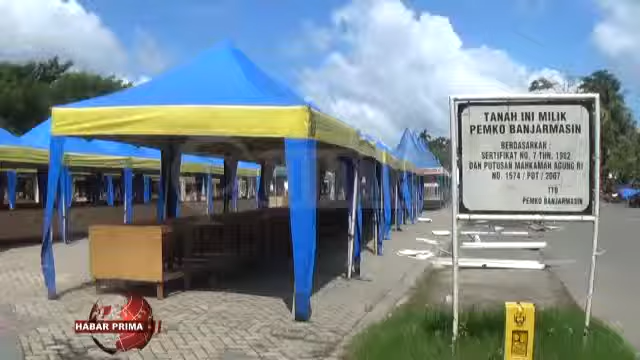 TANAH INI MILIK
PEMKO BANJARMASIN
BERDASARKAN
SERTIFIKAT NO. 7 THN. 1982
DAN PUTUSAN MAHKAMAH AGUNG RI
NO. 1574 / PDT / 2007
TTD
PEMKO BANJARMASIN
HABAR PRIMA